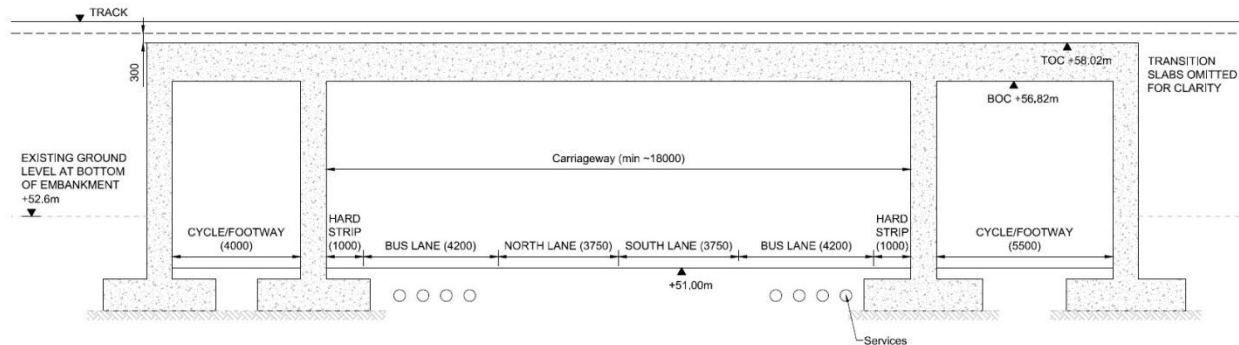 TRACK
300
TOC +58.02m
TRANSITION
SLABS OMITTED
FOR CLARITY
BOC +56.82m
EXISTING GROUND
LEVEL AT BOTTOM
OF EMBANKMENT
+52.6m
Carriageway (min ~18000)
CYCLE/FOOTWAY
(4000)
HARD
STRIP
(1000)
BUS LANE (4200)
NORTH LANE (3750)
SOUTH LANE (3750)
BUS LANE (4200)
HARD
STRIP
(1000)
CYCLE/FOOTWAY
(5500)
+51.00m
Services